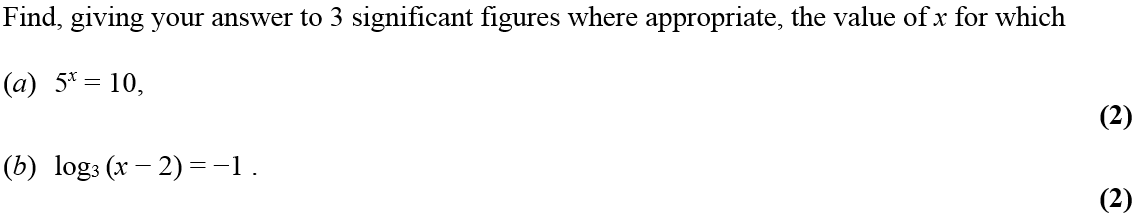 Find, giving your answer to 3 significant figures where appropriate, the value of x for which
(a) 5ˣ = 10,
(2)
(b) log₃ (x − 2) = −1 .
(2)